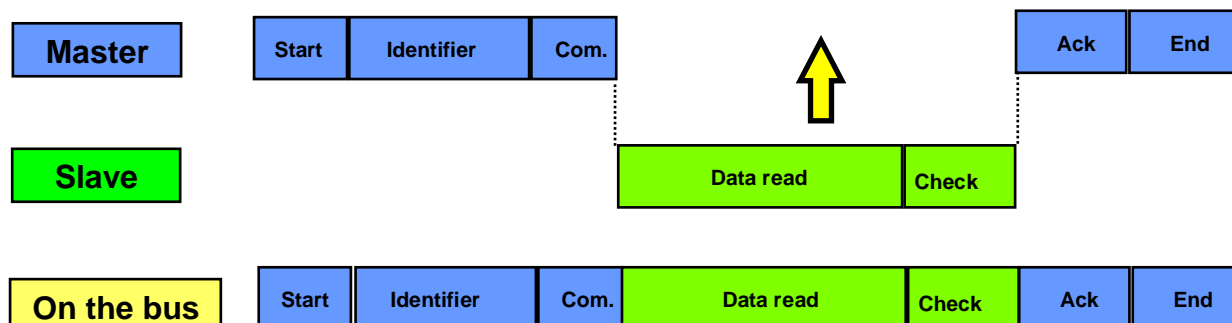 Master Start Identifier Com. Ack End
Slave Data read Check
On the bus Start Identifier Com. Data read Check Ack End